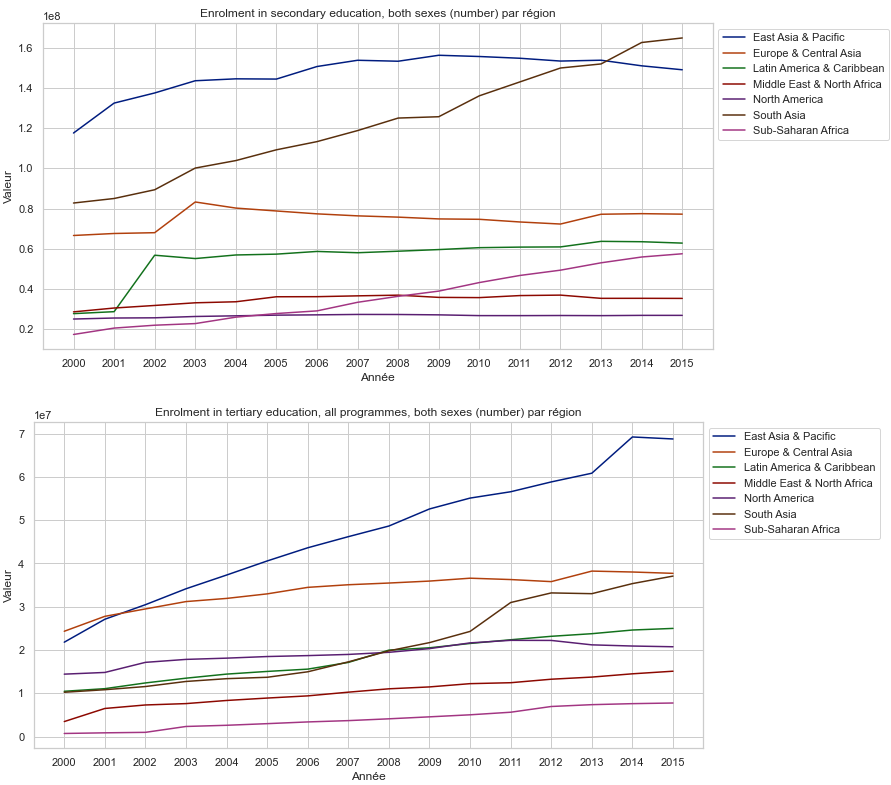 Enrolment in secondary education, both sexes (number) par région
1e8
1.6
1.4
1.2
1.0
0.8
0.6
0.4
0.2
Valeur
2000 2001 2002 2003 2004 2005 2006 2007 2008 2009 2010 2011 2012 2013 2014 2015
Année
East Asia & Pacific
Europe & Central Asia
Latin America & Caribbean
Middle East & North Africa
North America
South Asia
Sub-Saharan Africa
Enrolment in tertiary education, all programmes, both sexes (number) par région
1e7
7
6
5
4
3
2
1
0
Valeur
2000 2001 2002 2003 2004 2005 2006 2007 2008 2009 2010 2011 2012 2013 2014 2015
Année
East Asia & Pacific
Europe & Central Asia
Latin America & Caribbean
Middle East & North Africa
North America
South Asia
Sub-Saharan Africa